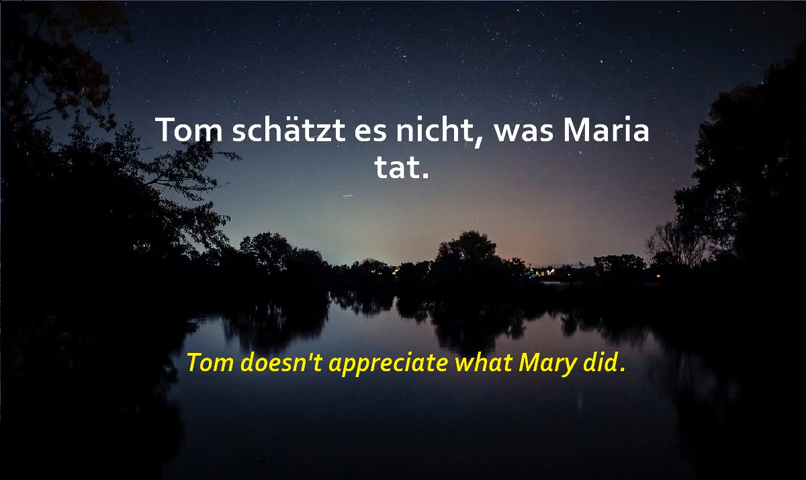 Tom schätzt es nicht, was Maria
tat.
Tom doesn't appreciate what Mary did.